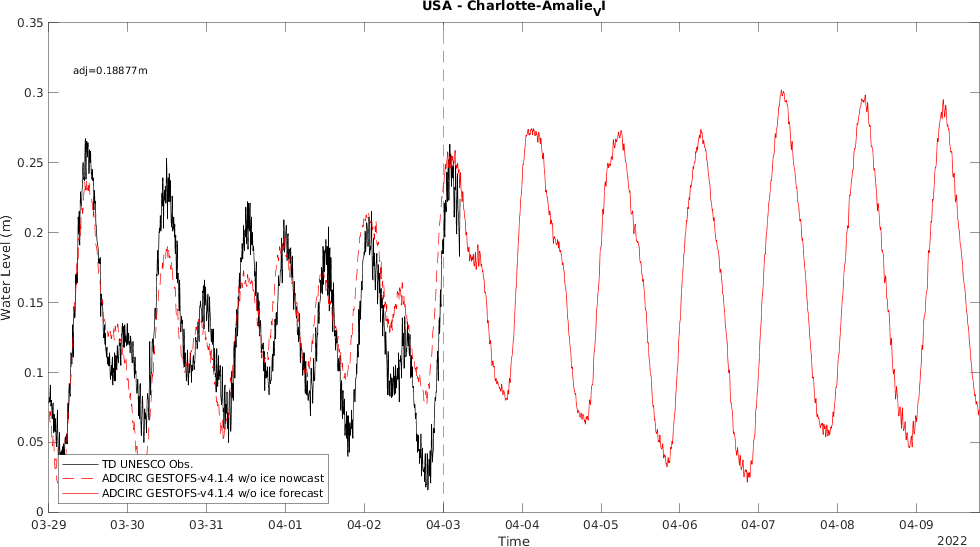 USA - Charlotte-AmalieVI
0.35
adj=0.18877m
0.3
0.25
0.2
0.15
0.1
0.05
0
Water Level (m)
TD UNESCO Obs.
ADCIRC GESTOFS-v4.1.4 w/o ice nowcast
ADCIRC GESTOFS-v4.1.4 w/o ice forecast
03-29 03-30 03-31 04-01 04-02 04-03 04-04 04-05 04-06 04-07 04-08 04-09
Time
2022